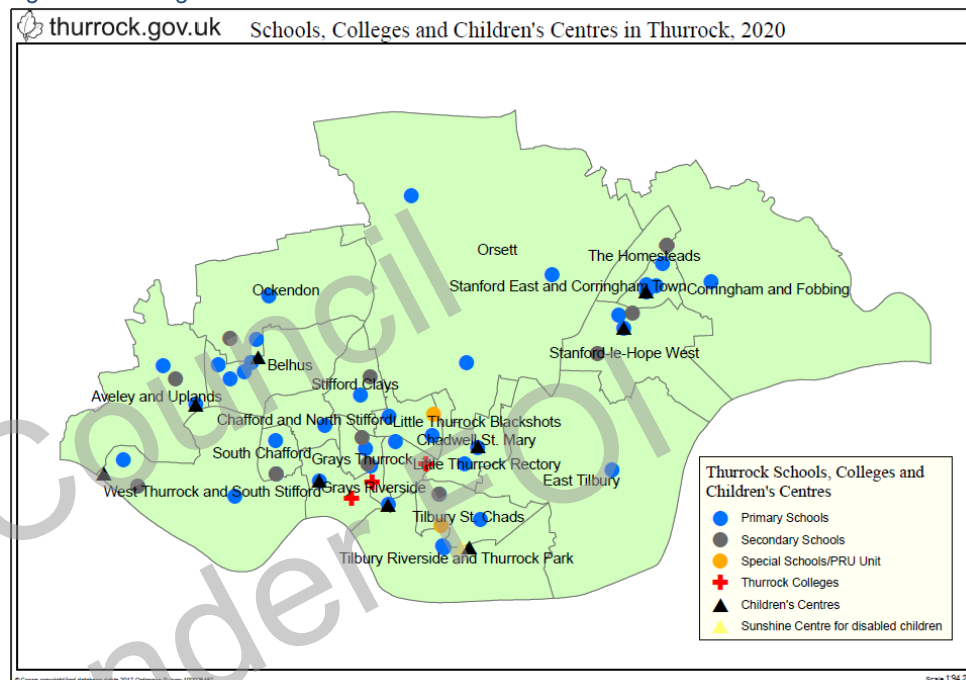 thurrock.gov.uk Schools, Colleges and Children's Centres in Thurrock, 2020
Orsett
The Homesteads
Ockendon
Stanford East and Corringham Town
Corringham and Fobbing
Stanford-le-Hope West
Belhus
Stifford Clays
Aveley and Uplands
Chafford and North Stifford
Little Thurrock Blackshots
Chadwell St. Mary
South Chafford
Grays Thurrock
Little Thurrock Rectory
East Tilbury
West Thurrock and South Stifford
Grays Riverside
Tilbury St. Chads
Tilbury Riverside and Thurrock Park
Thurrock Schools, Colleges and
Children's Centres
Primary Schools
Secondary Schools
Special Schools/PRU Unit
Thurrock Colleges
Children's Centres
Sunshine Centre for disabled children
Council
under FOI